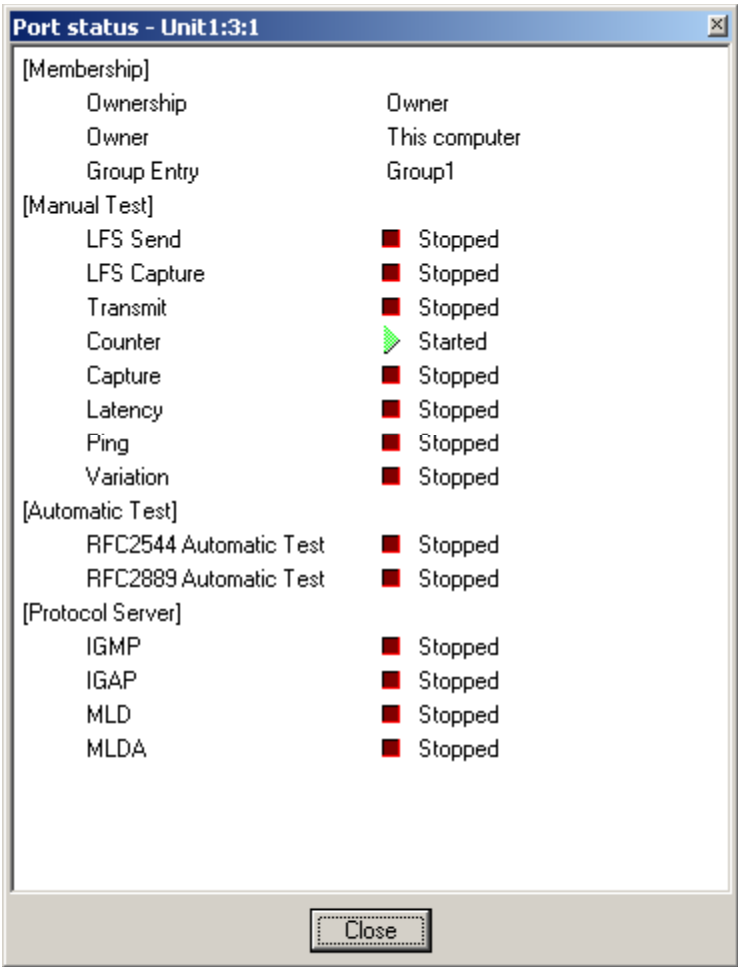 Port status - Unit1:3:1
[Membership]
Ownership Owner
Owner This computer
Group Entry Group1
[Manual Test]
LFS Send Stopped
LFS Capture Stopped
Transmit Stopped
Counter Started
Capture Stopped
Latency Stopped
Ping Stopped
Variation Stopped
[Automatic Test]
RFC2544 Automatic Test Stopped
RFC2889 Automatic Test Stopped
[Protocol Server]
IGMP Stopped
IGAP Stopped
MLD Stopped
MLDA Stopped
Close